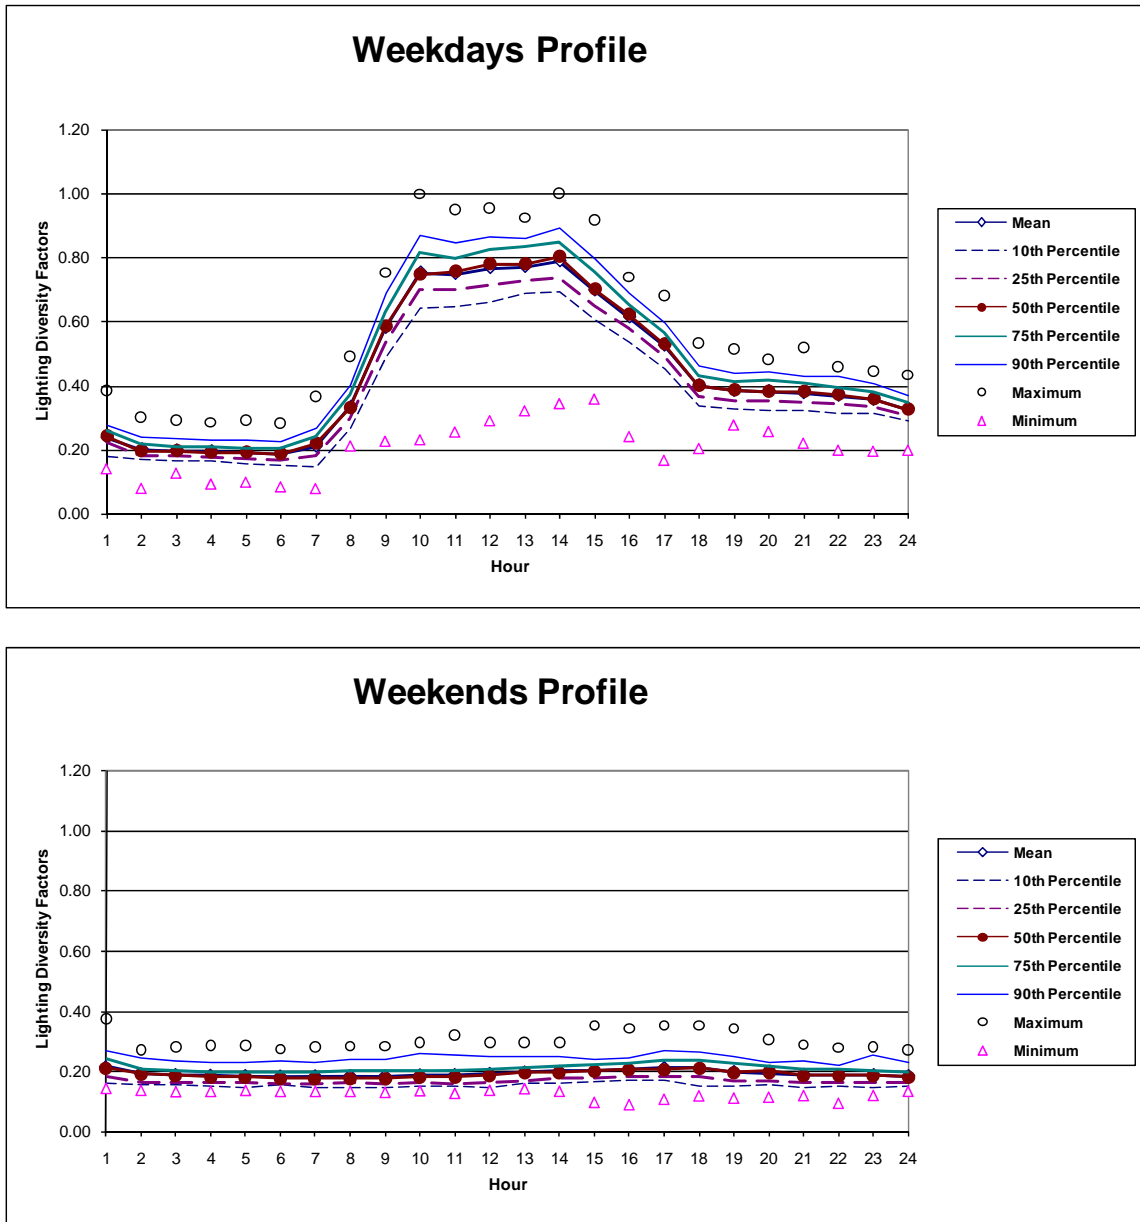 Weekdays Profile
1.20
1.00
0.80
0.60
0.40
0.20
0.00
Lighting Diversity Factors
1 2 3 4 5 6 7 8 9 10 11 12 13 14 15 16 17 18 19 20 21 22 23 24
Hour
Mean
10th Percentile
25th Percentile
50th Percentile
75th Percentile
90th Percentile
Maximum
Minimum
Weekends Profile
1.20
1.00
0.80
0.60
0.40
0.20
0.00
Lighting Diversity Factors
1 2 3 4 5 6 7 8 9 10 11 12 13 14 15 16 17 18 19 20 21 22 23 24
Hour
Mean
10th Percentile
25th Percentile
50th Percentile
75th Percentile
90th Percentile
Maximum
Minimum